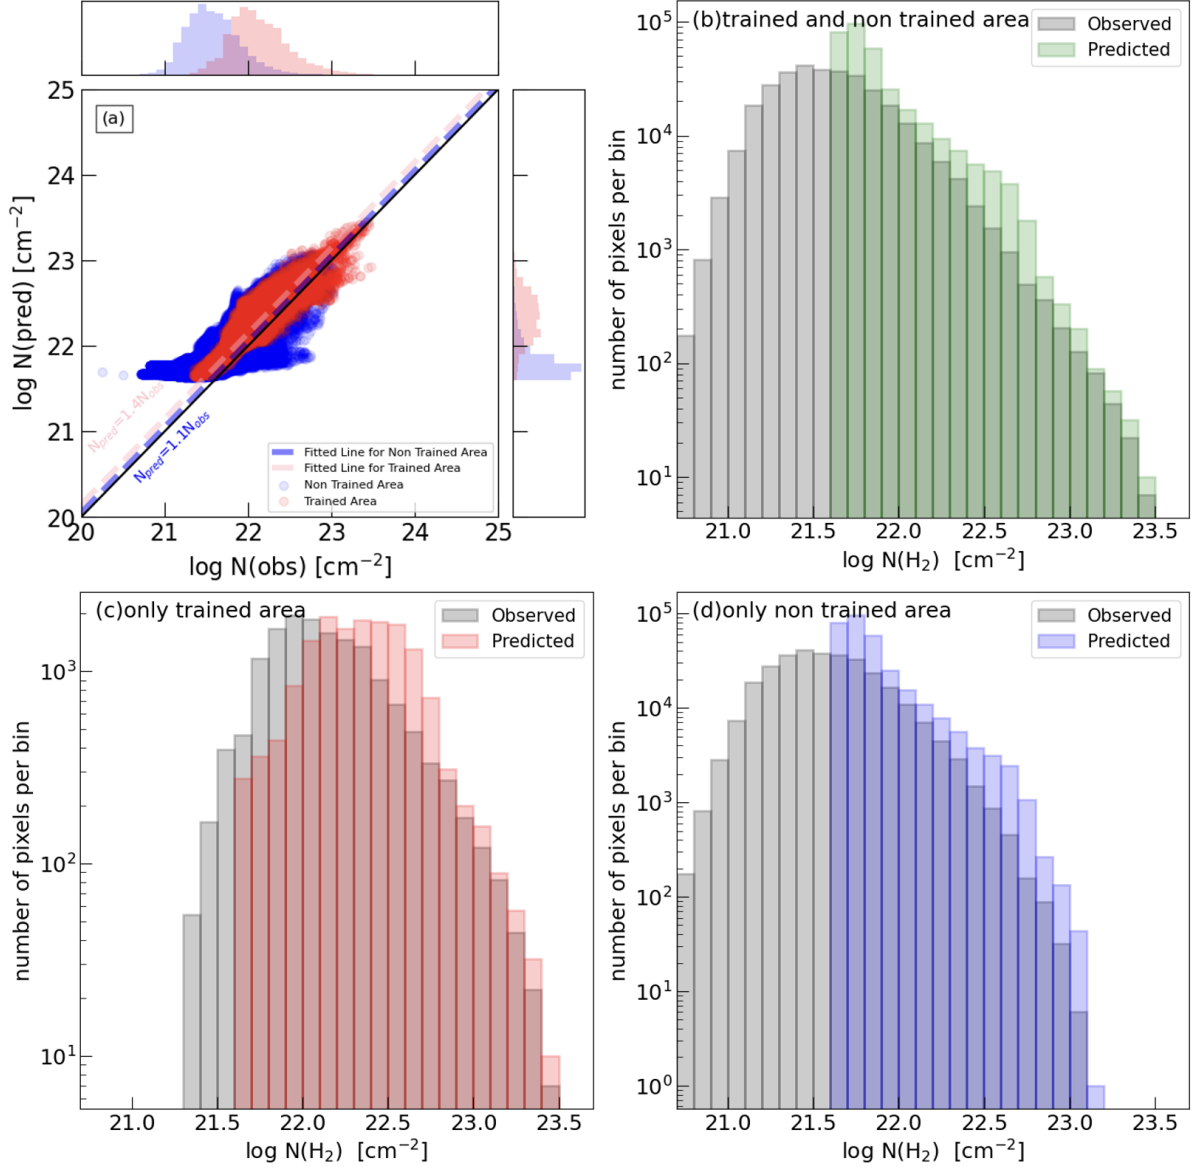 (a)
25
24
23
22
21
20
20
21
22
23
24
25
log N(pred) [cm⁻²]
log N(obs) [cm⁻²]
N_pred=1.4N_obs
N_pred=1.1N_obs
Fitted Line for Non Trained Area
Fitted Line for Trained Area
Non Trained Area
Trained Area
(b)trained and non trained area
Observed
Predicted
10⁵
10⁴
10³
10²
10¹
number of pixels per bin
21.0
21.5
22.0
22.5
23.0
23.5
log N(H₂) [cm⁻²]
(c)only trained area
Observed
Predicted
10³
10²
10¹
number of pixels per bin
21.0
21.5
22.0
22.5
23.0
23.5
log N(H₂) [cm⁻²]
(d)only non trained area
Observed
Predicted
10⁵
10⁴
10³
10²
10¹
10⁰
number of pixels per bin
21.0
21.5
22.0
22.5
23.0
23.5
log N(H₂) [cm⁻²]